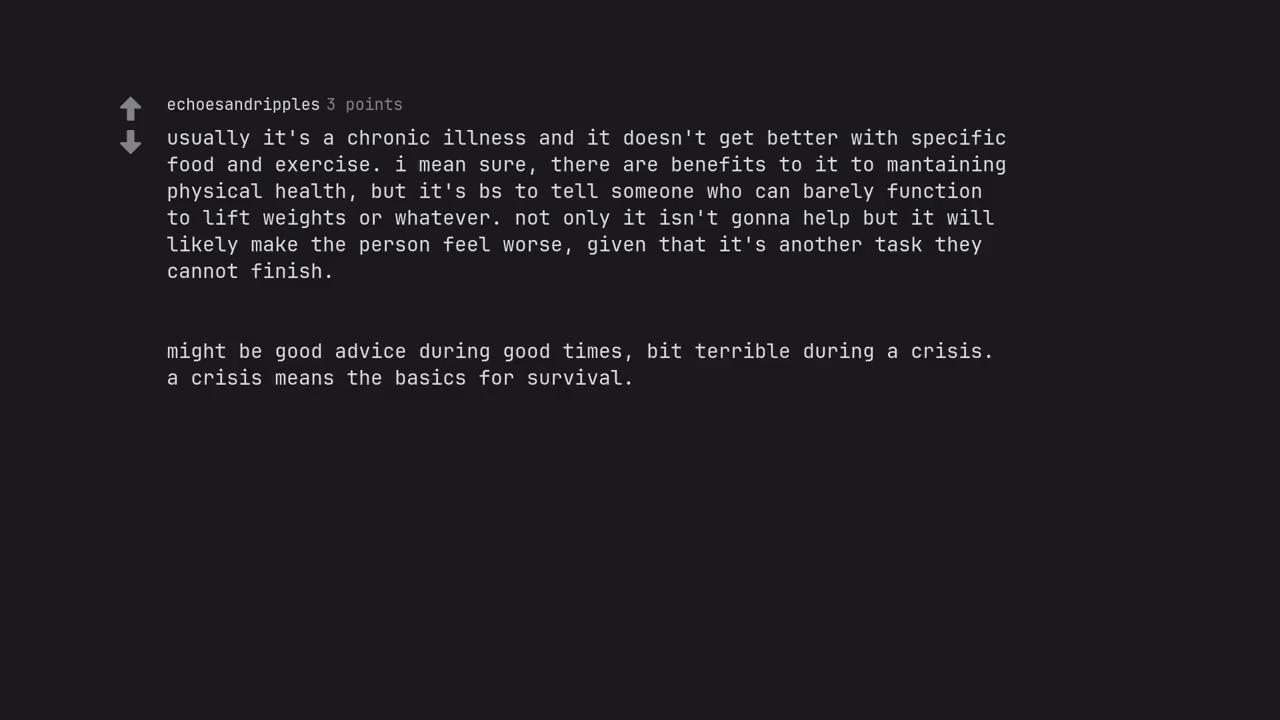 echoesandripples 3 points
usually it's a chronic illness and it doesn't get better with specific
food and exercise. i mean sure, there are benefits to it to mantaining
physical health, but it's bs to tell someone who can barely function
to lift weights or whatever. not only it isn't gonna help but it will
likely make the person feel worse, given that it's another task they
cannot finish.
might be good advice during good times, bit terrible during a crisis.
a crisis means the basics for survival.